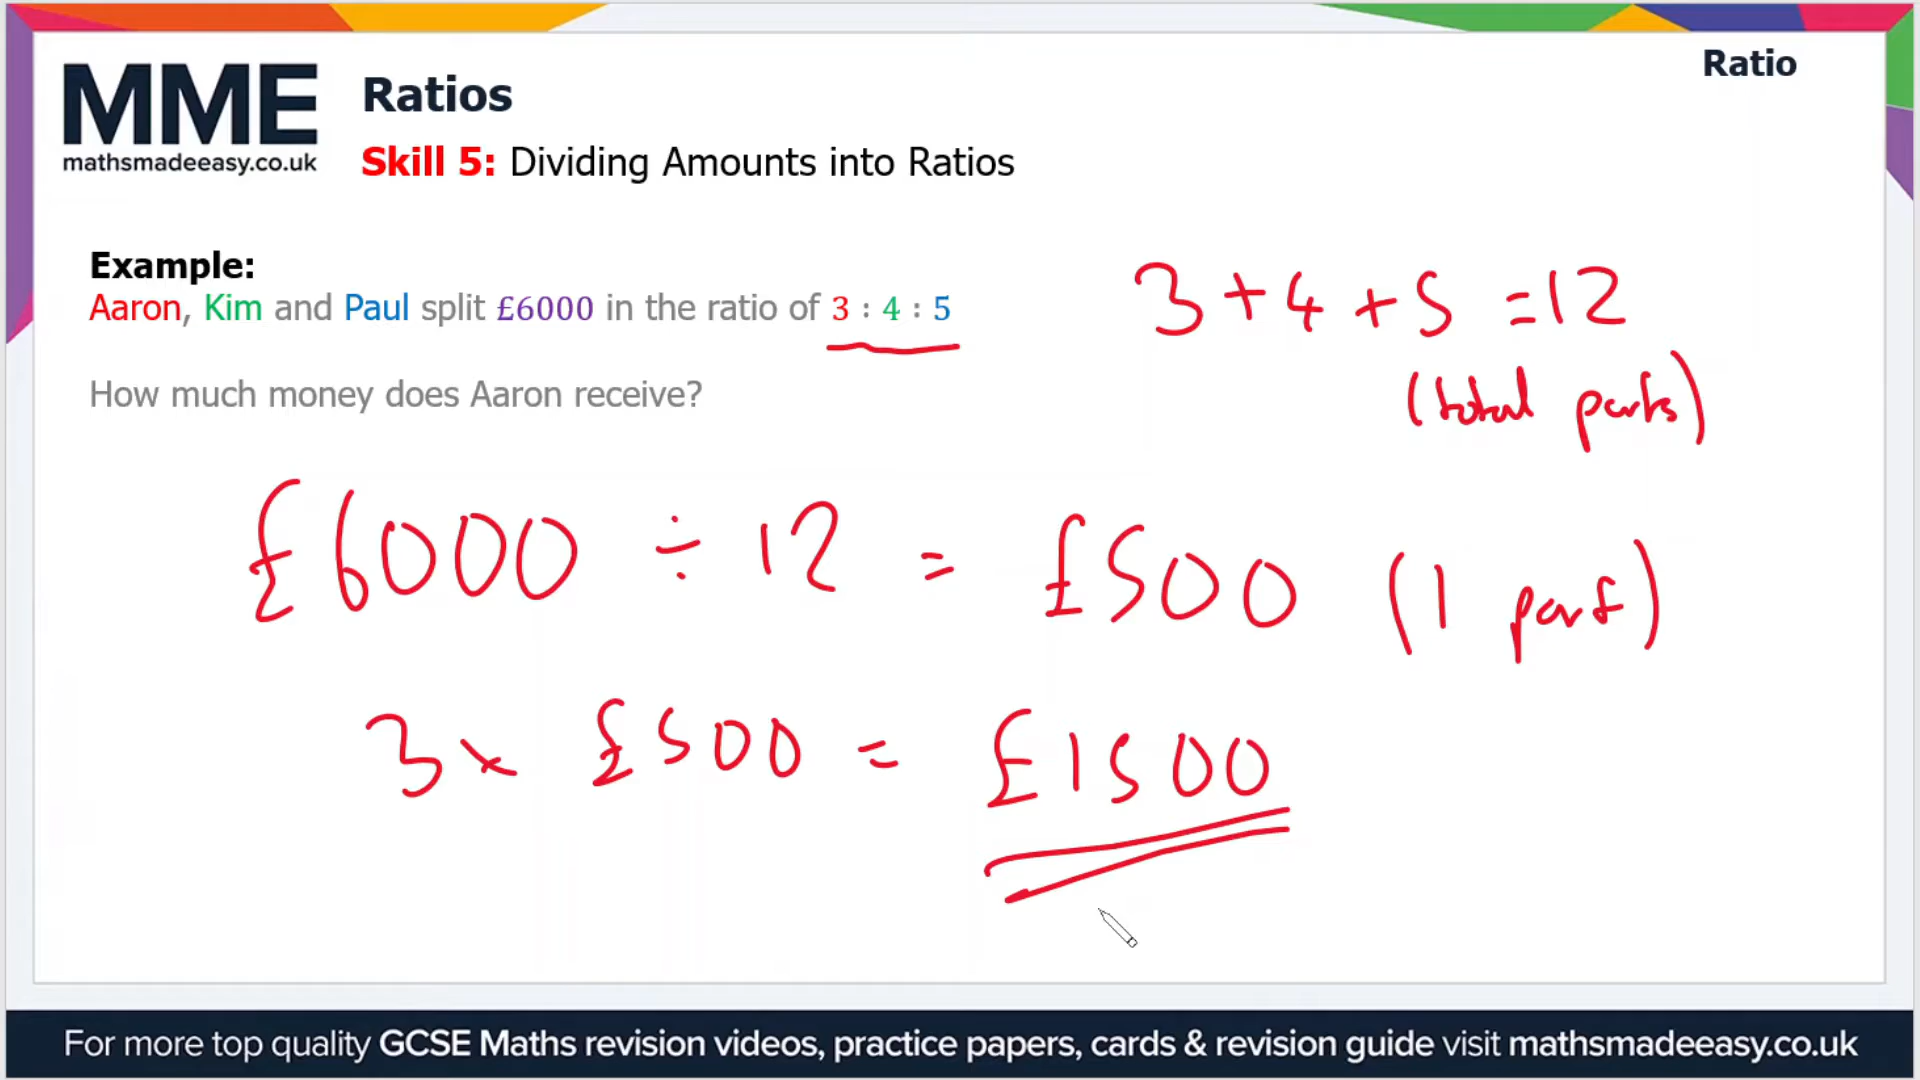 Ratio
MME
mathsmadeeasy.co.uk
Ratios
Skill 5: Dividing Amounts into Ratios
Example:
Aaron, Kim and Paul split £6000 in the ratio of 3 : 4 : 5
How much money does Aaron receive?
3 + 4 + 5 = 12
(total parts)
£6000 ÷ 12 = £500 (1 part)
3 × £500 = £1500
For more top quality GCSE Maths revision videos, practice papers, cards & revision guide visit mathsmadeeasy.co.uk